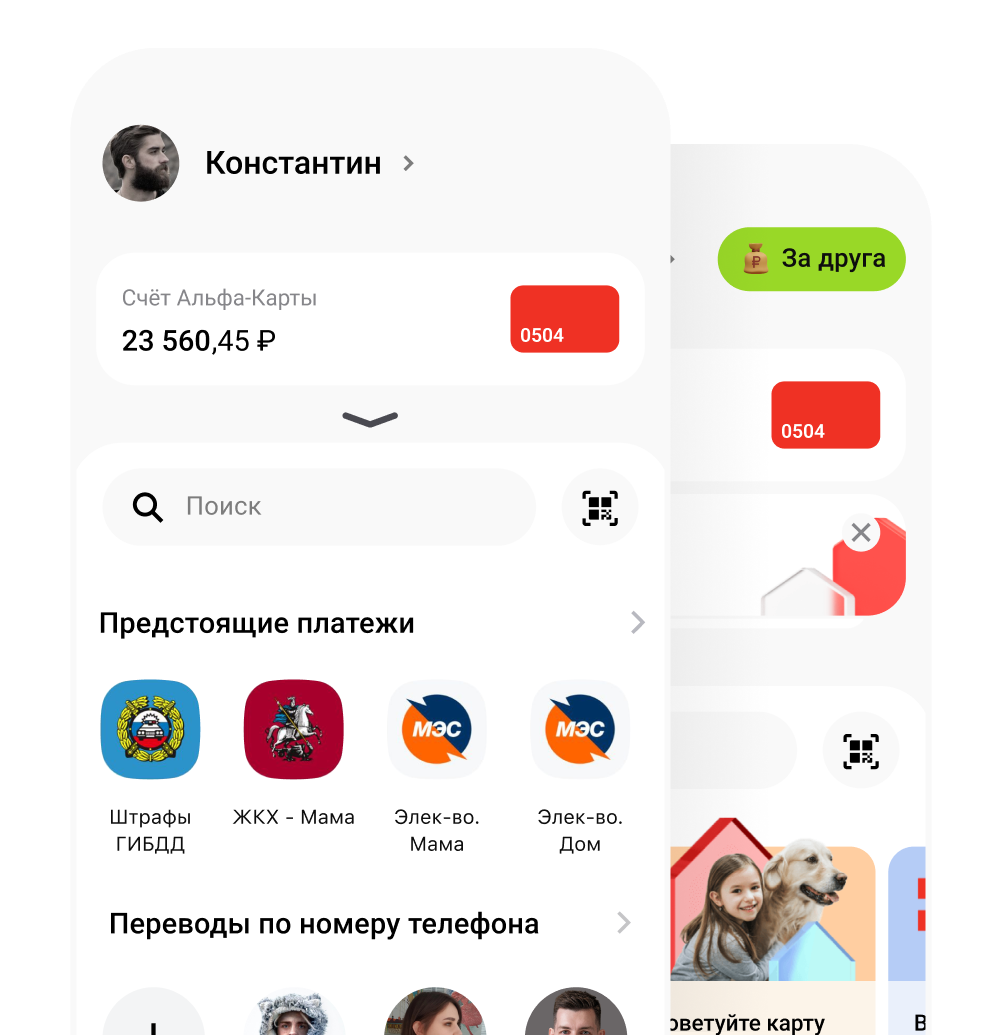 Константин
За друга
Счёт Альфа-Карты
23 560,45 ₽
0504
0504
Поиск
Предстоящие платежи
МЭС
МЭС
Штрафы
ГИБДД
ЖКХ - Мама
Элек-во.
Мама
Элек-во.
Дом
Переводы по номеру телефона
оветуйте карту
В